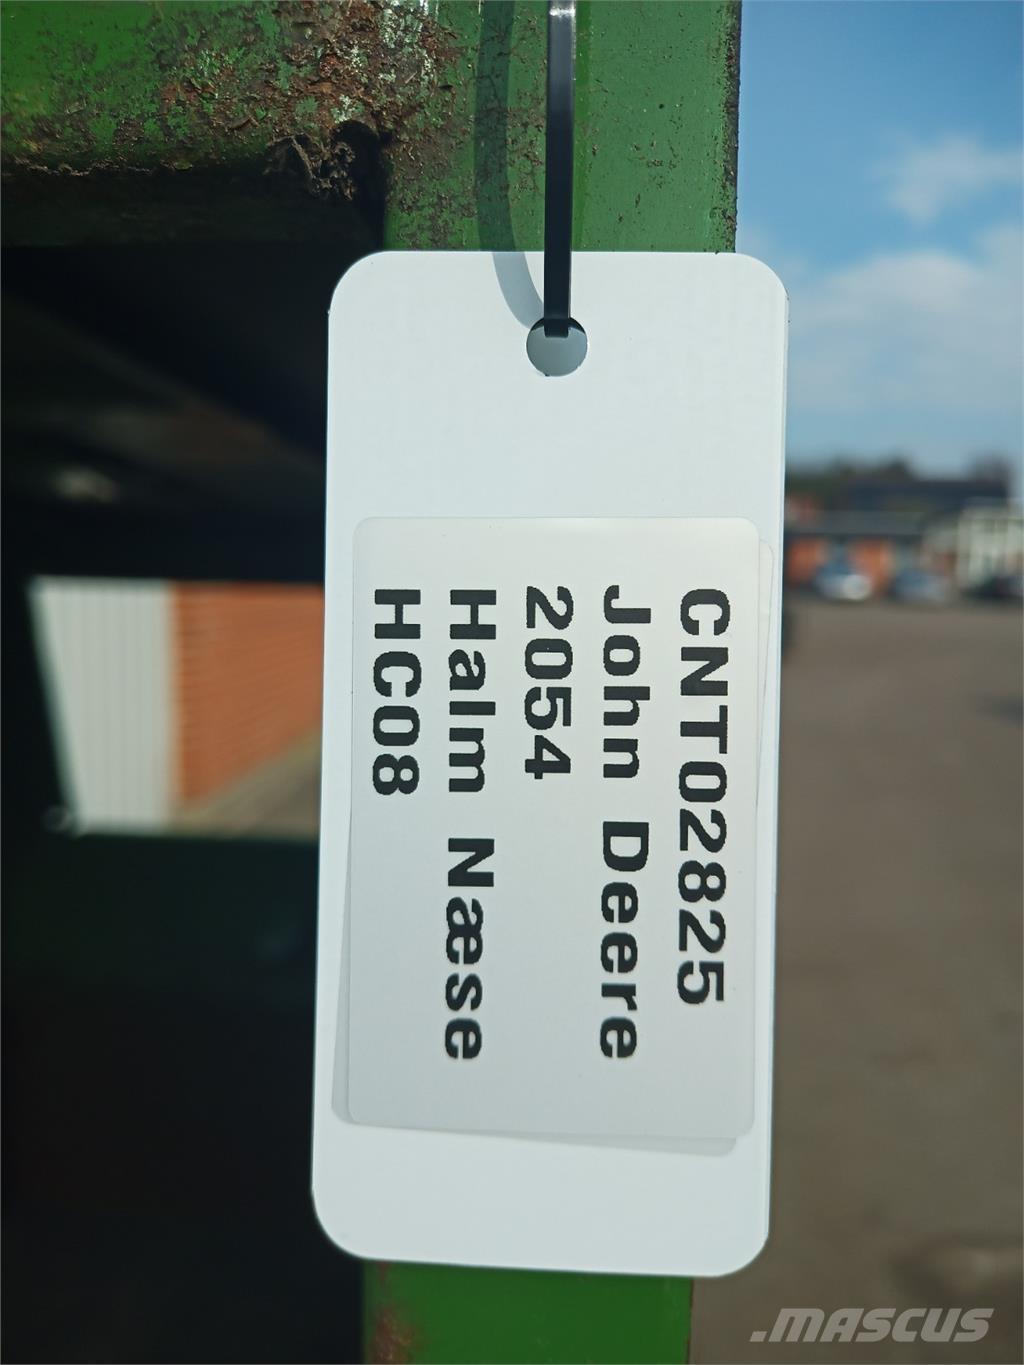 CNT02825
John Deere
2054
Halm Næse
HC08
.MASCUS